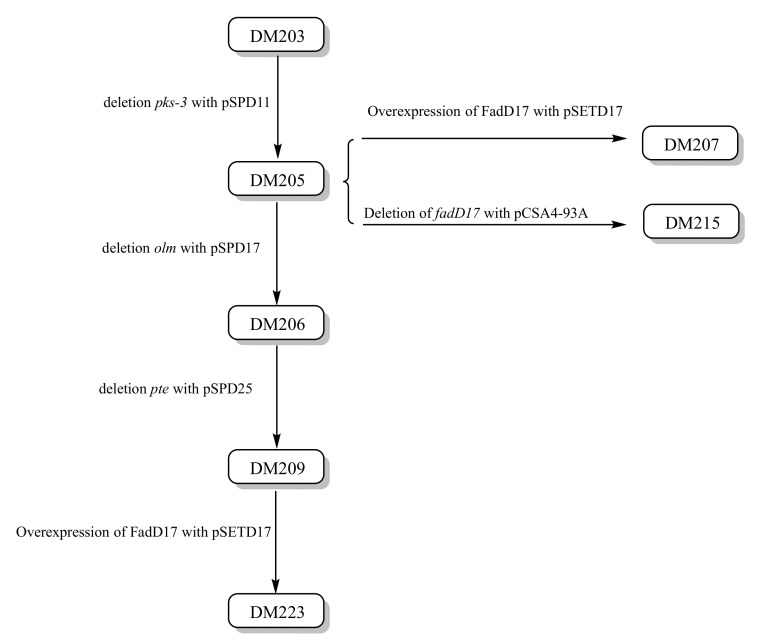 DM203
deletion pks-3 with pSPD11
Overexpression of FadD17 with pSETD17
DM207
DM205
Deletion of fadD17 with pCSA4-93A
DM215
deletion olm with pSPD17
DM206
deletion pte with pSPD25
DM209
Overexpression of FadD17 with pSETD17
DM223